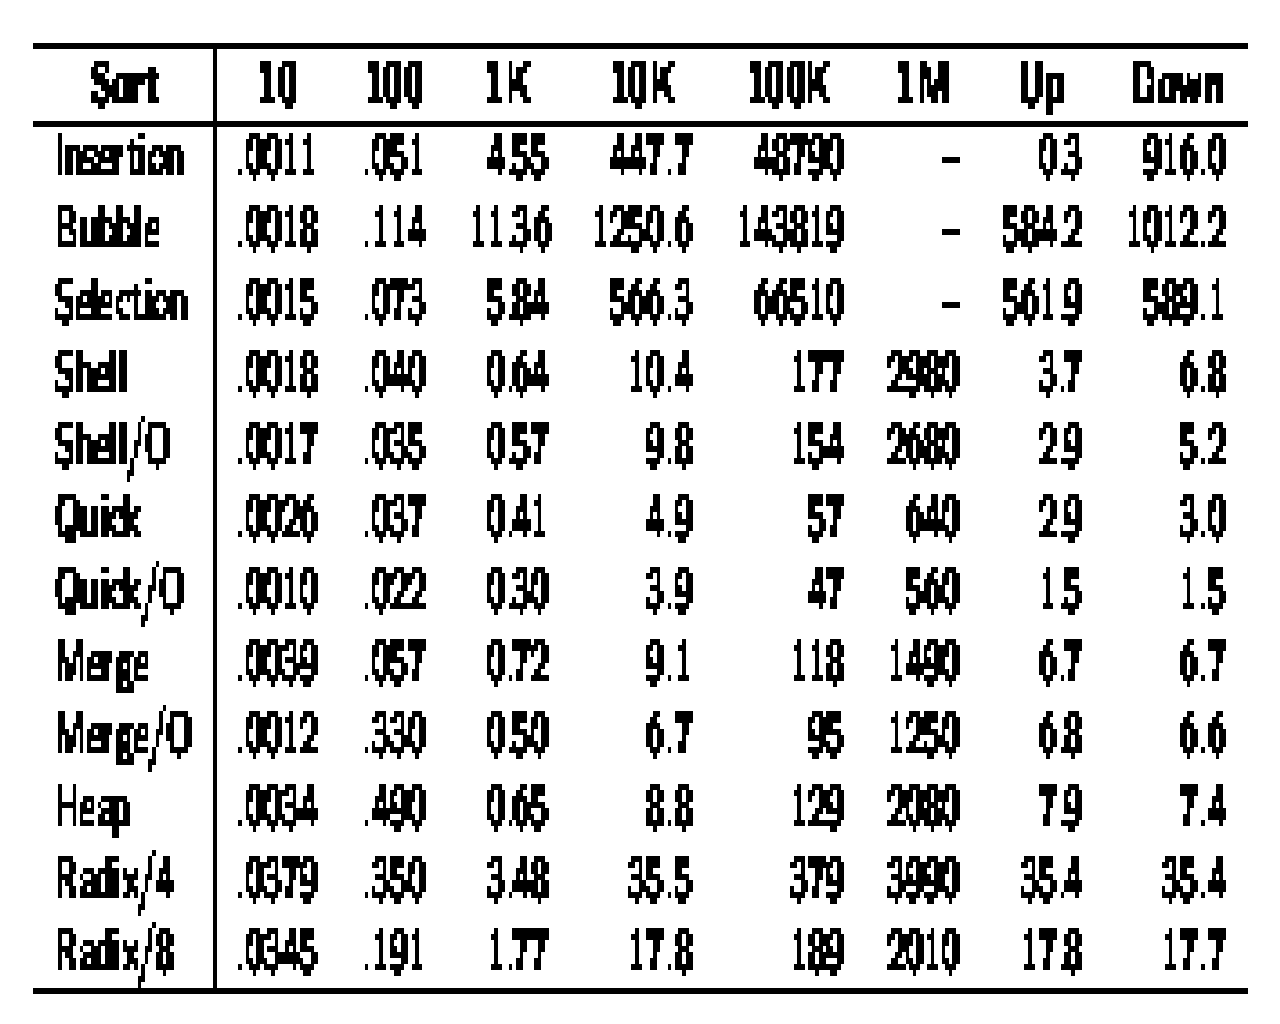 Sort 10 100 1K 10K 100K 1M Up Down
Insertion .0011 .051 4.55 447.7 48790 – 0.3 916.0
Bubble .0018 .114 11.36 1250.6 143819 – 584.2 1012.2
Selection .0015 .073 5.84 566.3 66510 – 561.9 589.1
Shell .0018 .040 0.64 10.4 177 2980 3.7 6.8
Shell/O .0017 .035 0.57 9.8 154 2680 2.9 5.2
Quick .0026 .037 0.41 4.9 57 640 2.9 3.0
Quick/O .0010 .022 0.30 3.9 47 560 1.5 1.5
Merge .0039 .057 0.72 9.1 118 1490 6.7 6.7
Merge/O .0012 .330 0.50 6.7 95 1250 6.8 6.6
Heap .0034 .490 0.65 8.8 129 2080 7.9 7.4
Radix/4 .0379 .350 3.48 35.5 379 3990 35.4 35.4
Radix/8 .0345 .191 1.77 17.8 189 2010 17.8 17.7